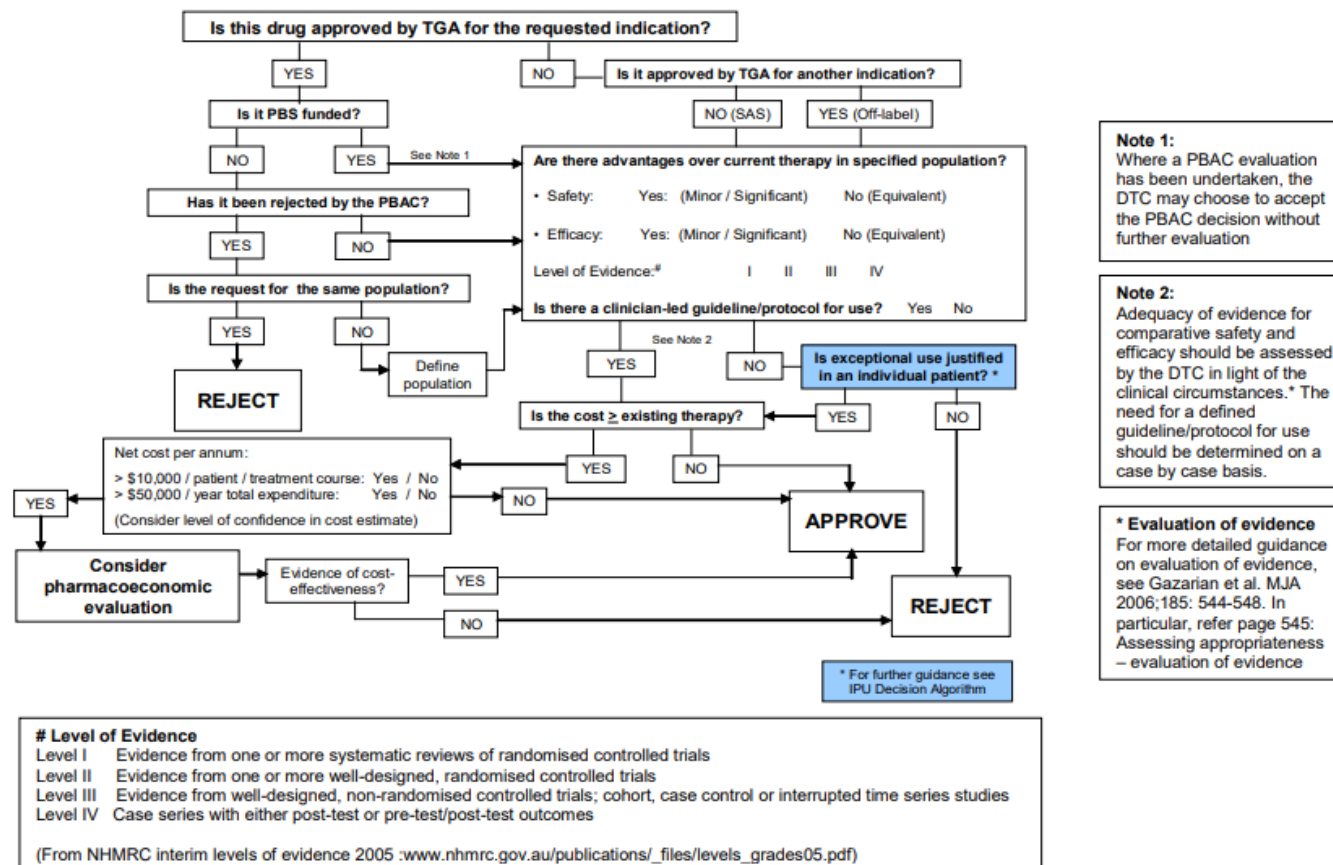 Is this drug approved by TGA for the requested indication?
YES
NO
Is it approved by TGA for another indication?
Is it PBS funded?
NO (SAS)
YES (Off-label)
NO
YES
See Note 1
Are there advantages over current therapy in specified population?
• Safety: Yes: (Minor / Significant) No (Equivalent)
• Efficacy: Yes: (Minor / Significant) No (Equivalent)
Level of Evidence:# I II III IV
Is there a clinician-led guideline/protocol for use? Yes No
Has it been rejected by the PBAC?
YES
NO
Is the request for the same population?
YES
NO
Define
population
REJECT
See Note 2
YES
NO
Is exceptional use justified
in an individual patient? *
Is the cost ≥ existing therapy?
YES
NO
YES
NO
Net cost per annum:
> $10,000 / patient / treatment course: Yes / No
> $50,000 / year total expenditure: Yes / No
(Consider level of confidence in cost estimate)
YES
NO
APPROVE
Consider
pharmacoeconomic
evaluation
Evidence of cost-
effectiveness?
YES
NO
REJECT
* For further guidance see
IPU Decision Algorithm
Note 1:
Where a PBAC evaluation
has been undertaken, the
DTC may choose to accept
the PBAC decision without
further evaluation
Note 2:
Adequacy of evidence for
comparative safety and
efficacy should be assessed
by the DTC in light of the
clinical circumstances.* The
need for a defined
guideline/protocol for use
should be determined on a
case by case basis.
* Evaluation of evidence
For more detailed guidance
on evaluation of evidence,
see Gazarian et al. MJA
2006;185: 544-548. In
particular, refer page 545:
Assessing appropriateness
– evaluation of evidence
# Level of Evidence
Level I Evidence from one or more systematic reviews of randomised controlled trials
Level II Evidence from one or more well-designed, randomised controlled trials
Level III Evidence from well-designed, non-randomised controlled trials; cohort, case control or interrupted time series studies
Level IV Case series with either post-test or pre-test/post-test outcomes
(From NHMRC interim levels of evidence 2005 :www.nhmrc.gov.au/publications/_files/levels_grades05.pdf)